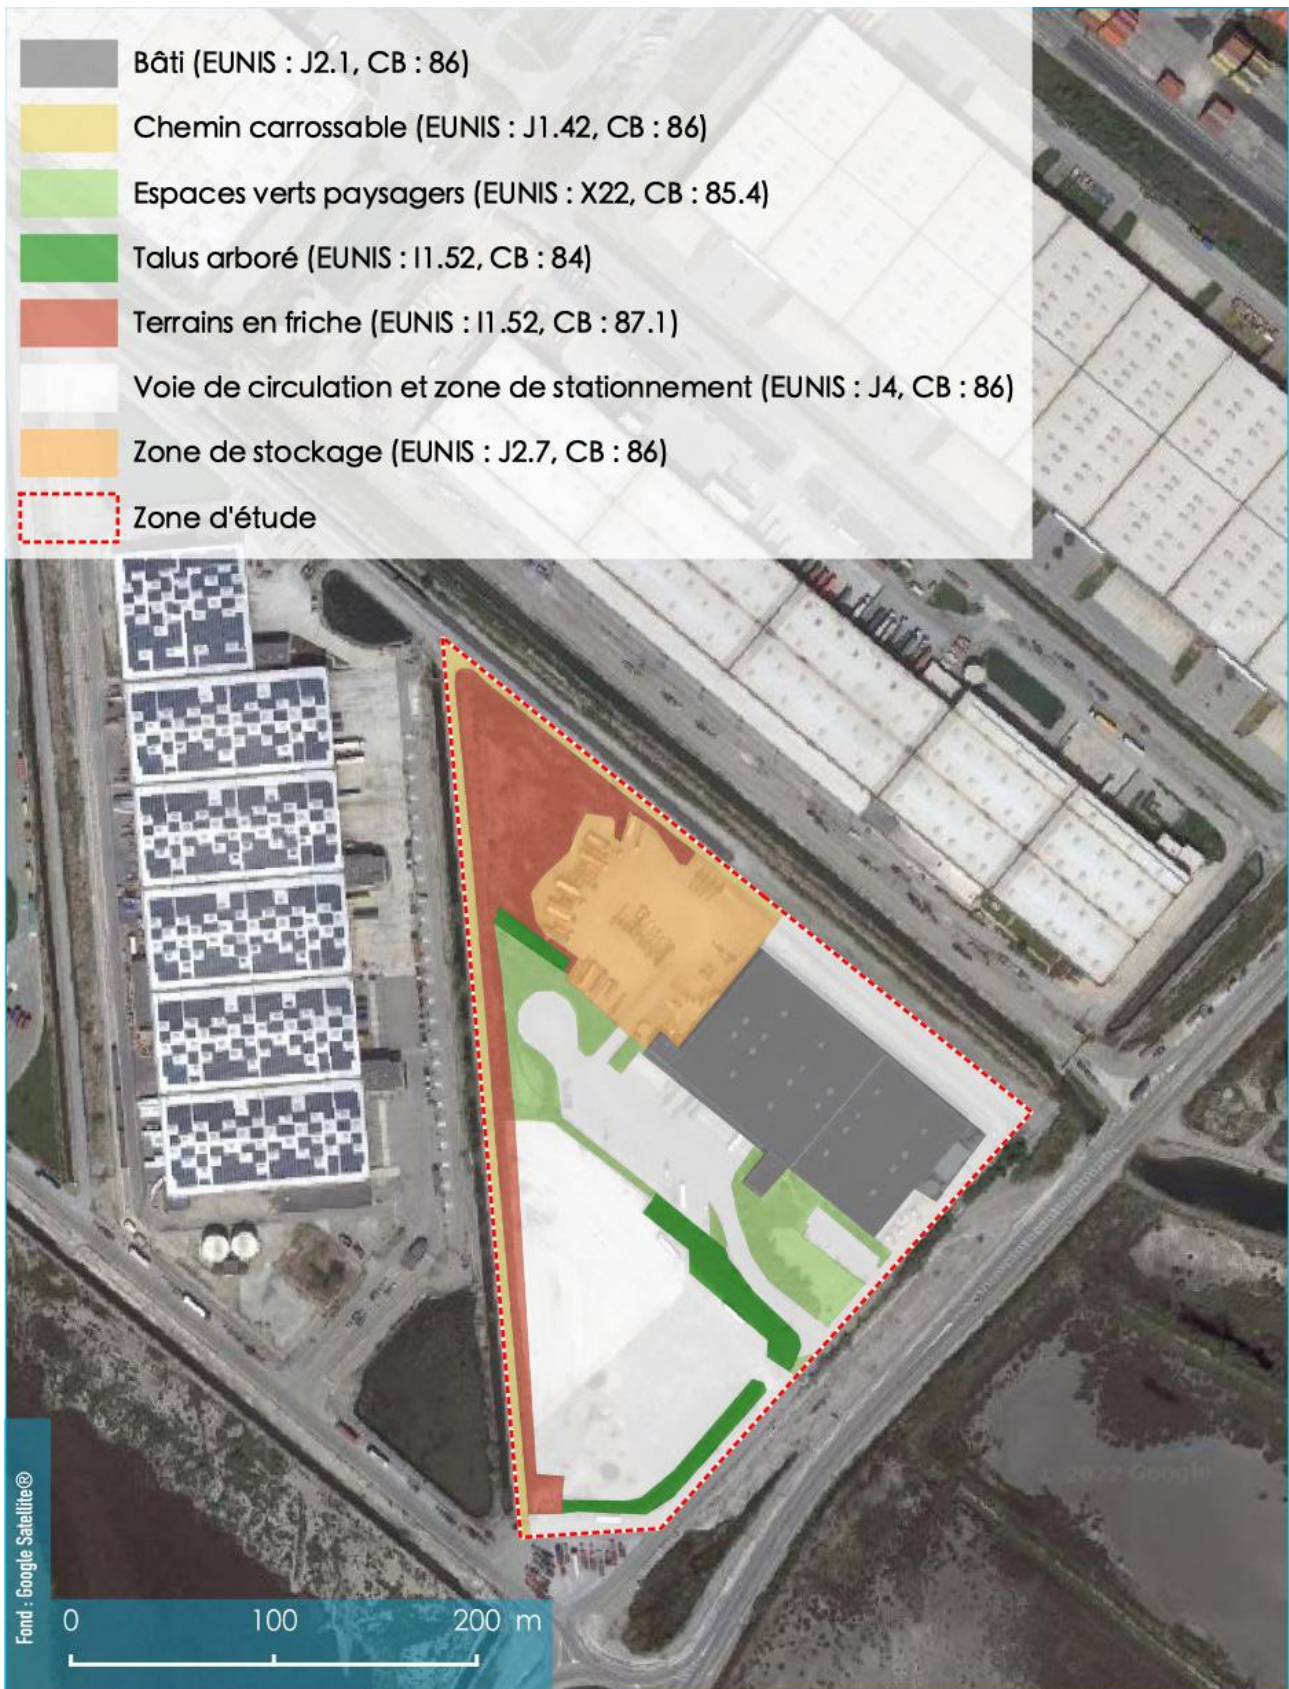 Bâti (EUNIS : J2.1, CB : 86)
Chemin carrossable (EUNIS : J1.42, CB : 86)
Espaces verts paysagers (EUNIS : X22, CB : 85.4)
Talus arboré (EUNIS : I1.52, CB : 84)
Terrains en friche (EUNIS : I1.52, CB : 87.1)
Voie de circulation et zone de stationnement (EUNIS : J4, CB : 86)
Zone de stockage (EUNIS : J2.7, CB : 86)
Zone d'étude
Fond : Google Satellite®
0 100 200 m